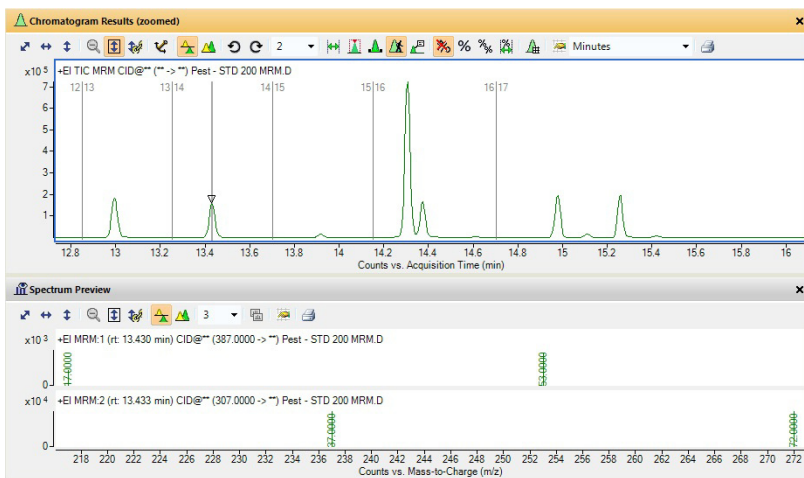 Chromatogram Results (zoomed)
2 % % Minutes
x10 5 +EI TIC MRM CID@** (** -> **) Pest - STD 200 MRM.D
7- 12 13 13 14 14 15 15 16 16 17
6-
5-
4-
3-
2-
1-
12.8 13 13.2 13.4 13.6 13.8 14 14.2 14.4 14.6 14.8 15 15.2 15.4 15.6 15.8 16
Counts vs. Acquisition Time (min)
Spectrum Preview
3
x10 3 +EI MRM:1 (rt: 13.430 min) CID@** (387.0000 -> **) Pest - STD 200 MRM.D
0
x10 4 +EI MRM:2 (rt: 13.433 min) CID@** (307.0000 -> **) Pest - STD 200 MRM.D
0
218 220 222 224 226 228 230 232 234 236 238 240 242 244 246 248 250 252 254 256 258 260 262 264 266 268 270 272
Counts vs. Mass-to-Charge (m/z)